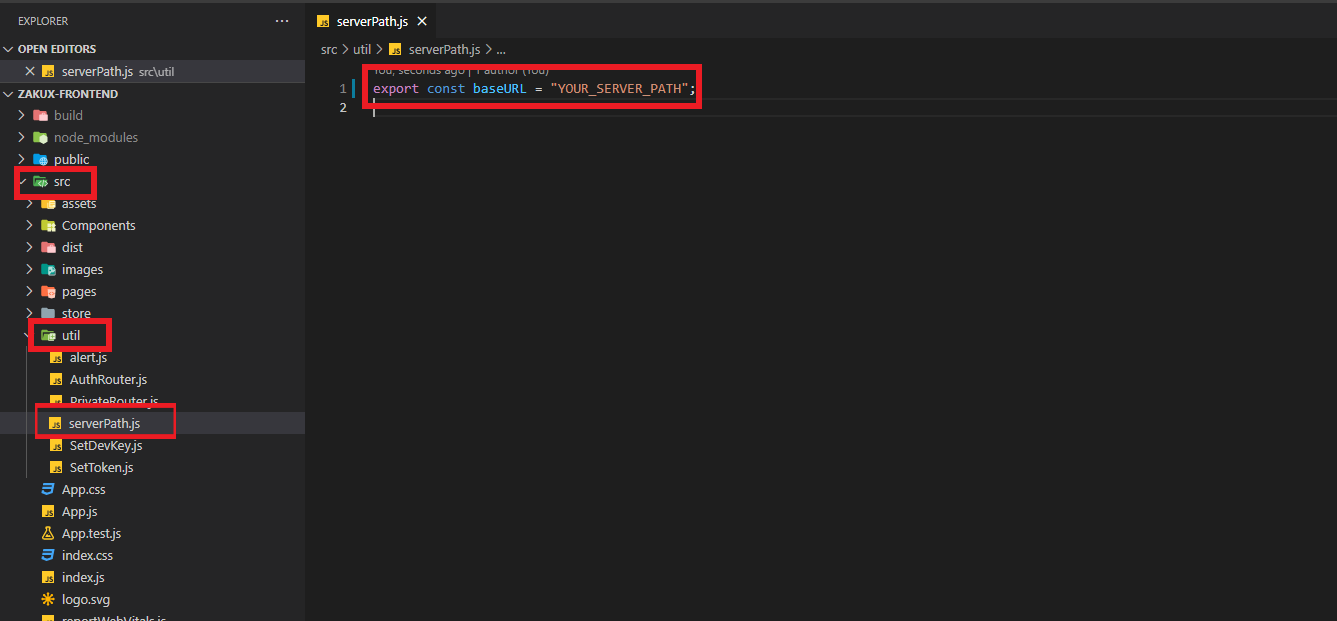 EXPLORER ...
OPEN EDITORS
serverPath.js src\util
ZAKUX-FRONTEND
build
node_modules
public
src
assets
Components
dist
images
pages
store
util
alert.js
AuthRouter.js
PrivateRouter.js
serverPath.js
SetDevKey.js
SetToken.js
App.css
App.js
App.test.js
index.css
index.js
logo.svg
reportWebVitals.js
serverPath.js
src > util > serverPath.js > ...
You, seconds ago | 1 author (You)
1 export const baseURL = "YOUR_SERVER_PATH";
2